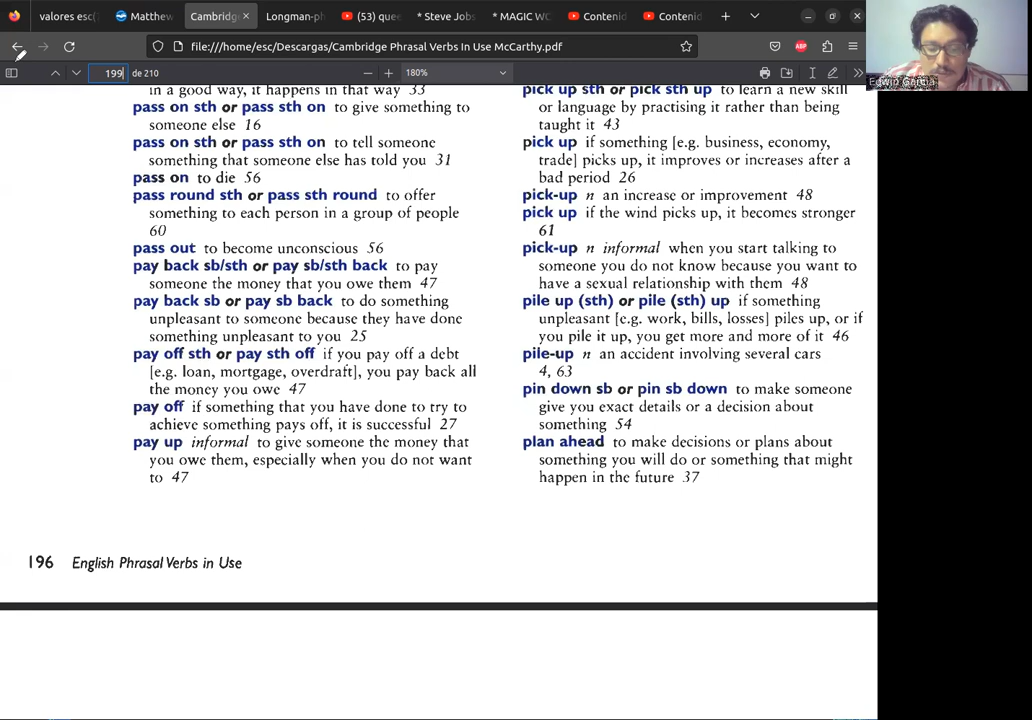 valores esc(
Matthew
Cambridg
Longman-ph
(53) que
* Steve Jobs
* MAGIC WO
Contenid
Contenid
file:///home/esc/Descargas/Cambridge Phrasal Verbs In Use McCarthy.pdf
ABP
199
de 210
180%
Edwin Garcia
in a good way, it happens in that way 33
pass on sth or pass sth on to give something to
someone else 16
pass on sth or pass sth on to tell someone
something that someone else has told you 31
pass on to die 56
pass round sth or pass sth round to offer
something to each person in a group of people
60
pass out to become unconscious 56
pay back sb/sth or pay sb/sth back to pay
someone the money that you owe them 47
pay back sb or pay sb back to do something
unpleasant to someone because they have done
something unpleasant to you 25
pay off sth or pay sth off if you pay off a debt
[e.g. loan, mortgage, overdraft], you pay back all
the money you owe 47
pay off if something that you have done to try to
achieve something pays off, it is successful 27
pay up informal to give someone the money that
you owe them, especially when you do not want
to 47
pick up sth or pick sth up to learn a new skill
or language by practising it rather than being
taught it 43
pick up if something [e.g. business, economy,
trade] picks up, it improves or increases after a
bad period 26
pick-up n an increase or improvement 48
pick up if the wind picks up, it becomes stronger
61
pick-up n informal when you start talking to
someone you do not know because you want to
have a sexual relationship with them 48
pile up (sth) or pile (sth) up if something
unpleasant [e.g. work, bills, losses] piles up, or if
you pile it up, you get more and more of it 46
pile-up n an accident involving several cars
4, 63
pin down sb or pin sb down to make someone
give you exact details or a decision about
something 54
plan ahead to make decisions or plans about
something you will do or something that might
happen in the future 37
196 English Phrasal Verbs in Use